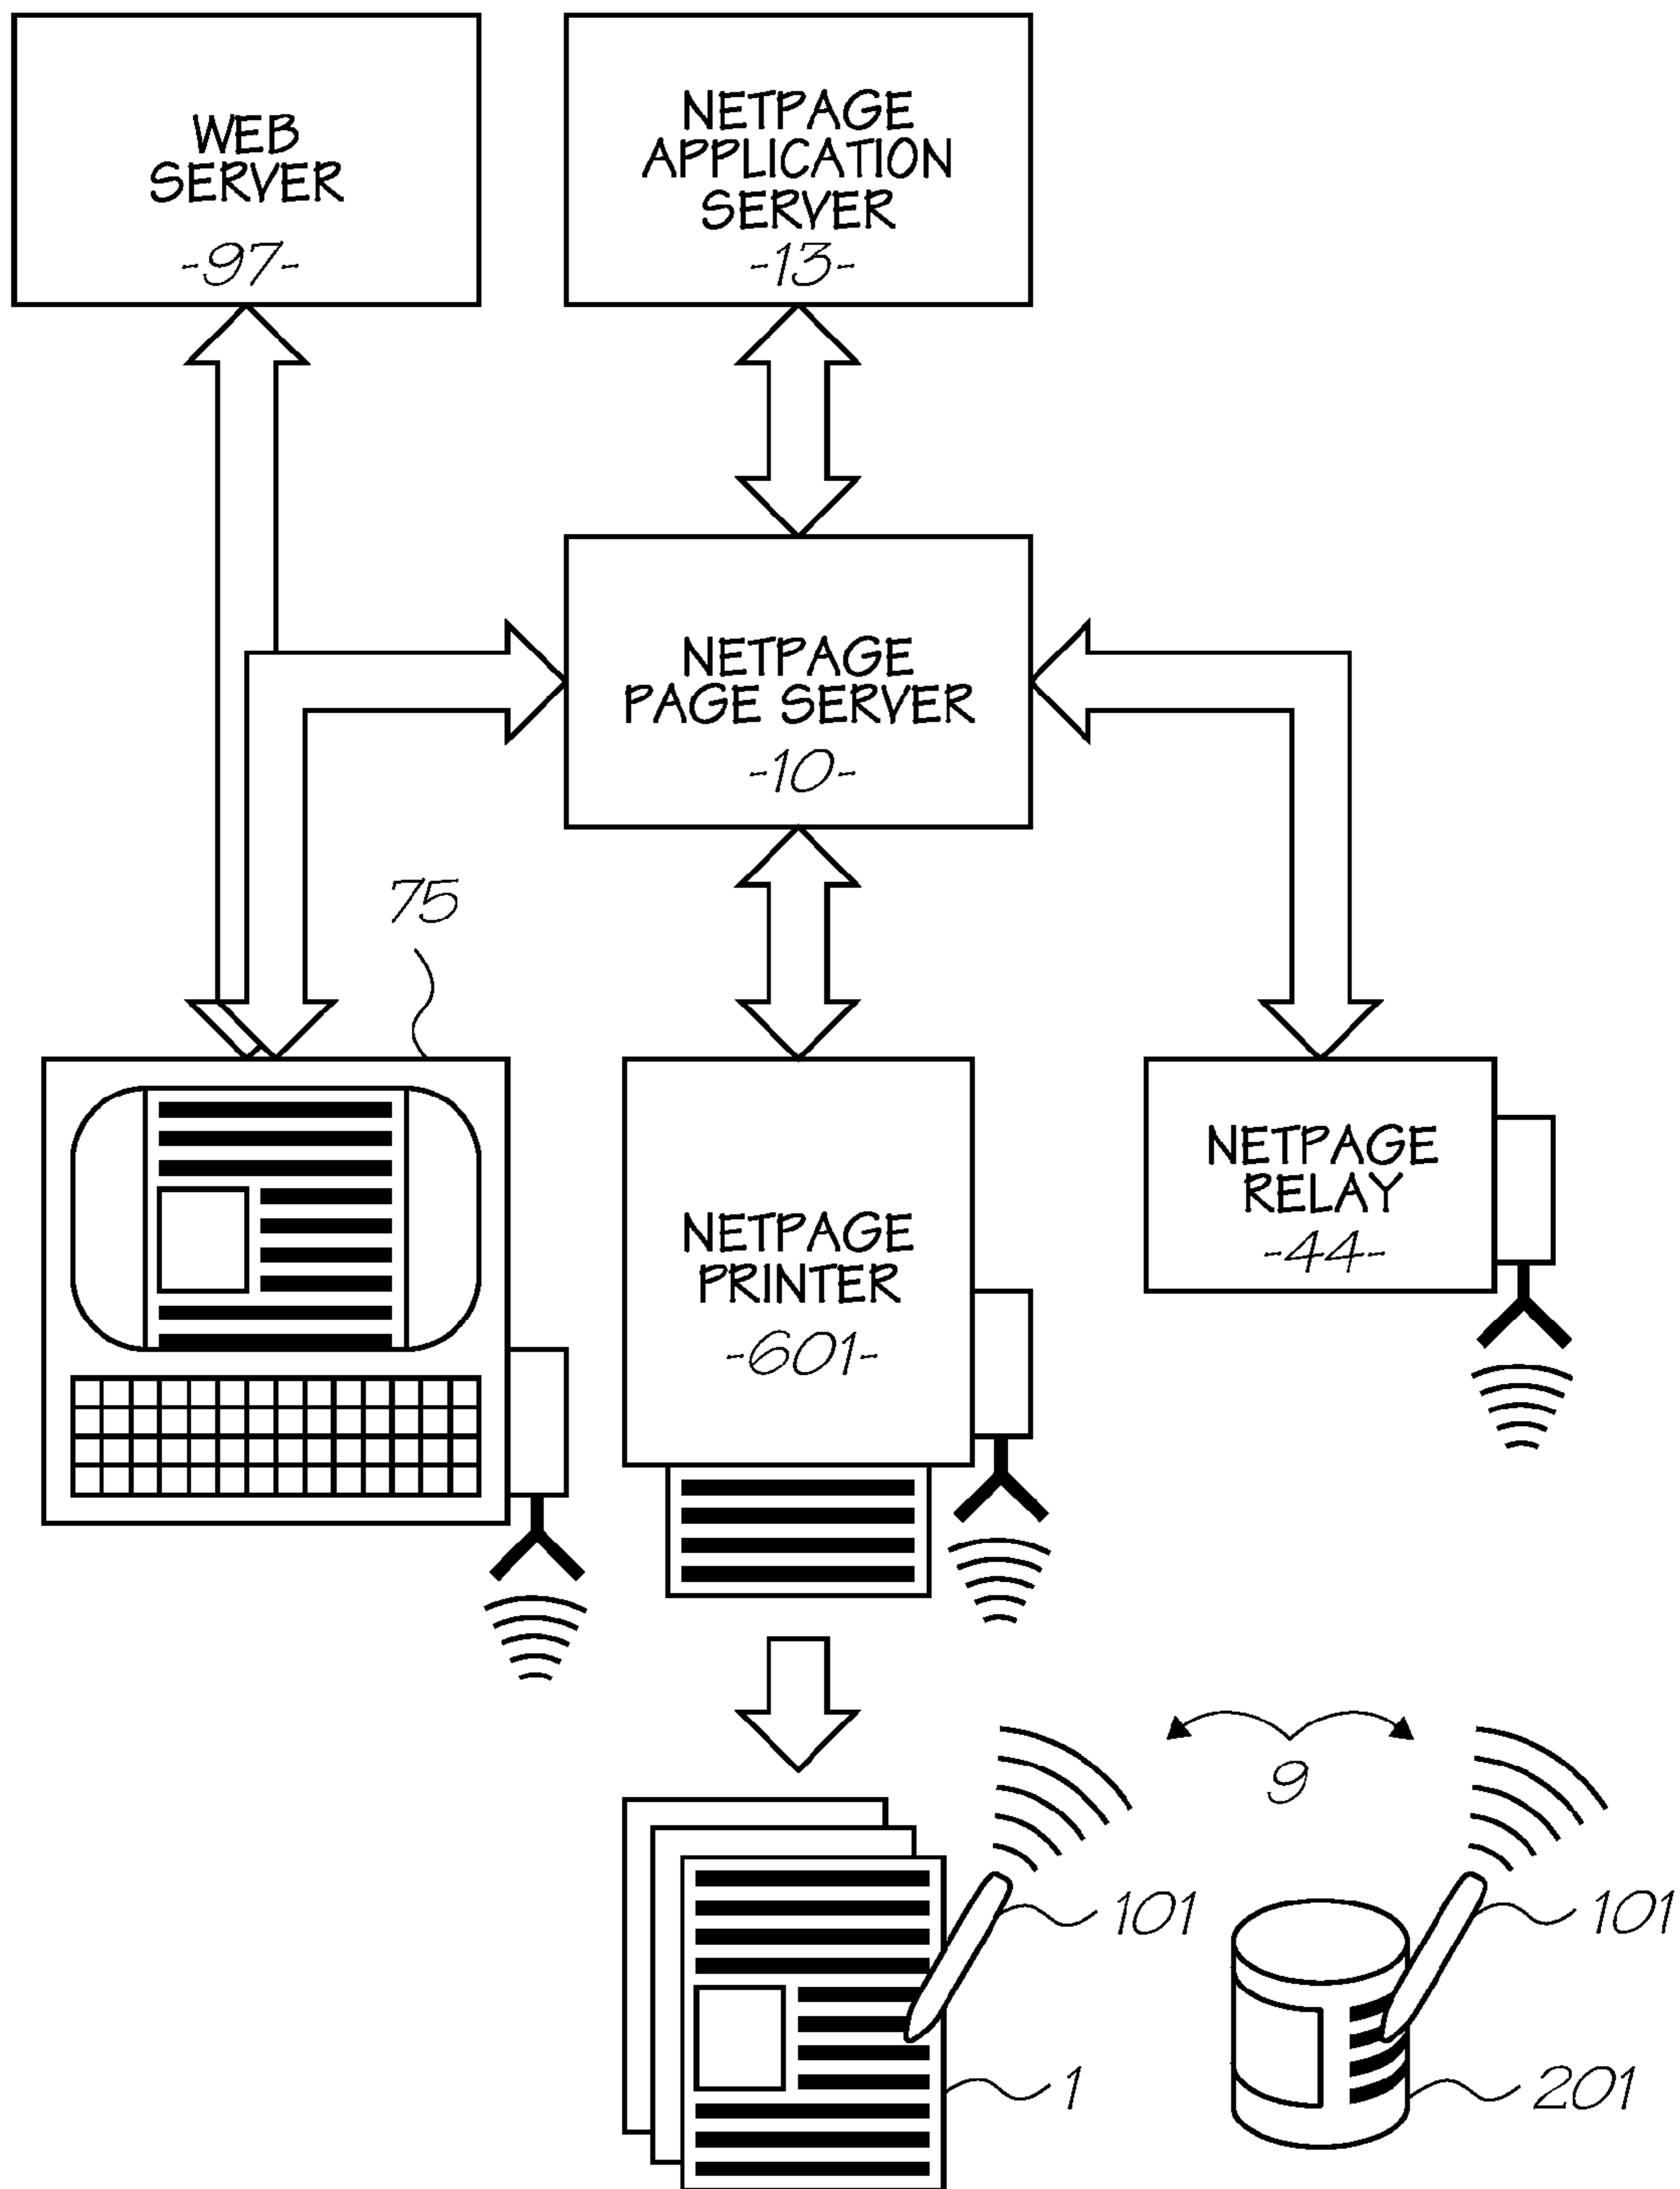 WEB
SERVER
-97-
NETPAGE
APPLICATION
SERVER
-13-
NETPAGE
PAGE SERVER
-10-
75
NETPAGE
PRINTER
-601-
NETPAGE
RELAY
-44-
9
101
101
1
201